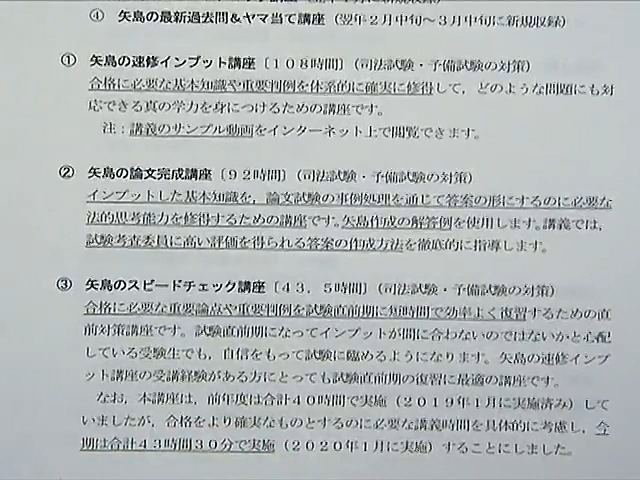 ④ 矢島の最新過去問&ヤマ当て講座(翌年2月中旬~3月中旬に新規収録)
① 矢島の速修インプット講座〔108時間〕(司法試験・予備試験の対策)
合格に必要な基本知識や重要判例を体系的に確実に修得して,どのような問題にも対
応できる真の学力を身につけるための講座です。
注:講義のサンプル動画をインターネット上で閲覧できます。
② 矢島の論文完成講座〔92時間〕(司法試験・予備試験の対策)
インプットした基本知識を,論文試験の事例処理を通じて答案の形にするのに必要な
法的思考能力を修得するための講座です。矢島作成の解答例を使用します。講義では,
試験考査委員に高い評価を得られる答案の作成方法を徹底的に指導します。
③ 矢島のスピードチェック講座〔43.5時間〕(司法試験・予備試験の対策)
合格に必要な重要論点や重要判例を試験直前期に短時間で効率よく復習するための直
前対策講座です。試験直前期になってインプットが間に合わないのではないかと心配
している受験生でも,自信をもって試験に臨めるようになります。矢島の速修インプ
ット講座の受講経験がある方にとっても試験直前期の復習に最適の講座です。
なお,本講座は,前年度は合計40時間で実施(2019年1月に実施済み)して
いましたが,合格をより確実なものとするのに必要な講義時間を具体的に考慮し,今
期は合計43時間30分で実施(2020年1月に実施)することにしました。